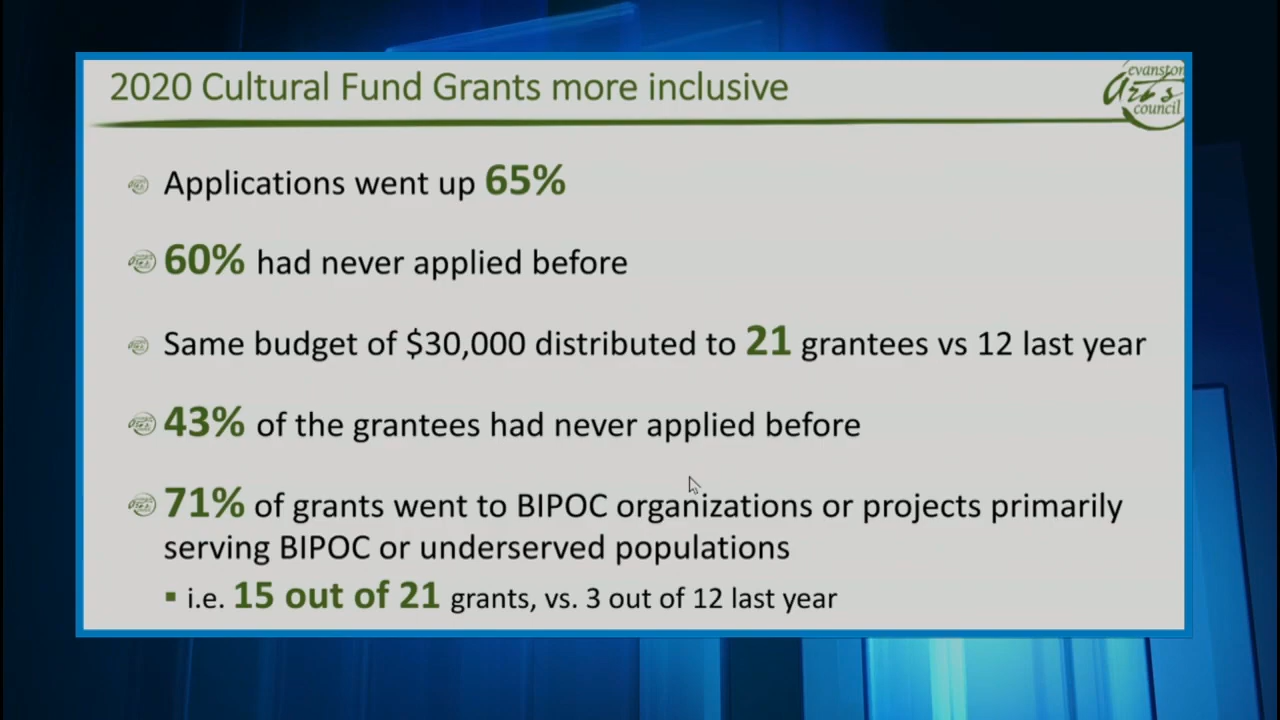 2020 Cultural Fund Grants more inclusive
evanston
arts
council
Applications went up 65%
60% had never applied before
Same budget of $30,000 distributed to 21 grantees vs 12 last year
43% of the grantees had never applied before
71% of grants went to BIPOC organizations or projects primarily
serving BIPOC or underserved populations
i.e. 15 out of 21 grants, vs. 3 out of 12 last year